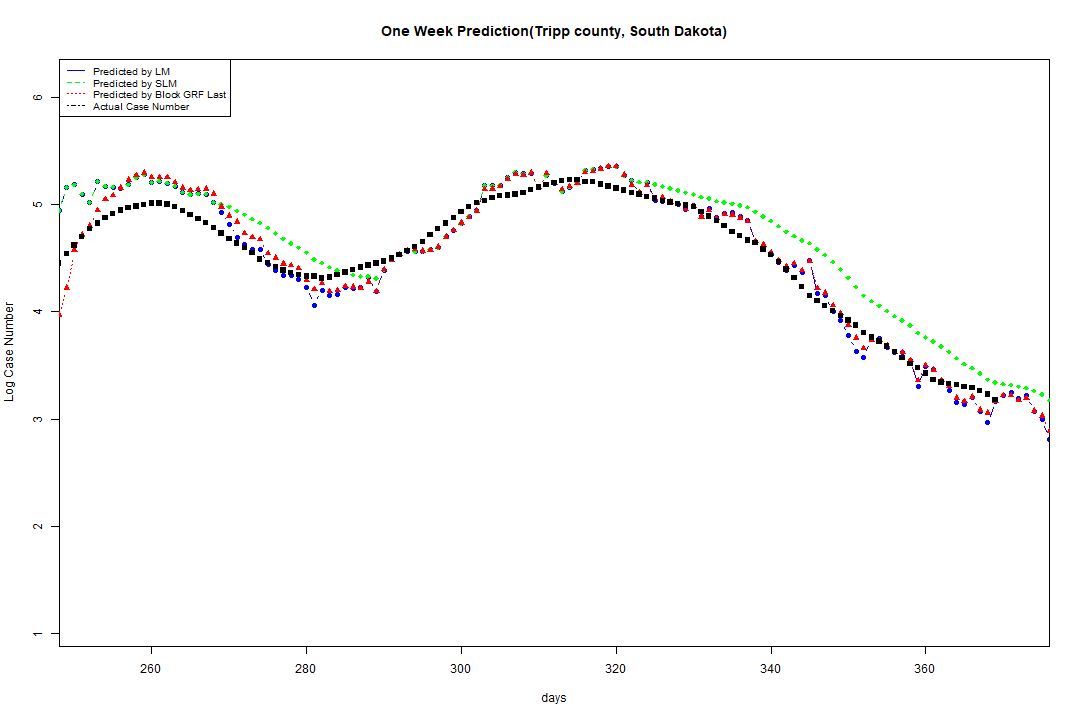 One Week Prediction(Tripp county, South Dakota)
Predicted by LM
Predicted by SLM
Predicted by Block GRF Last
Actual Case Number
6
5
4
3
2
1
Log Case Number
260 280 300 320 340 360
days